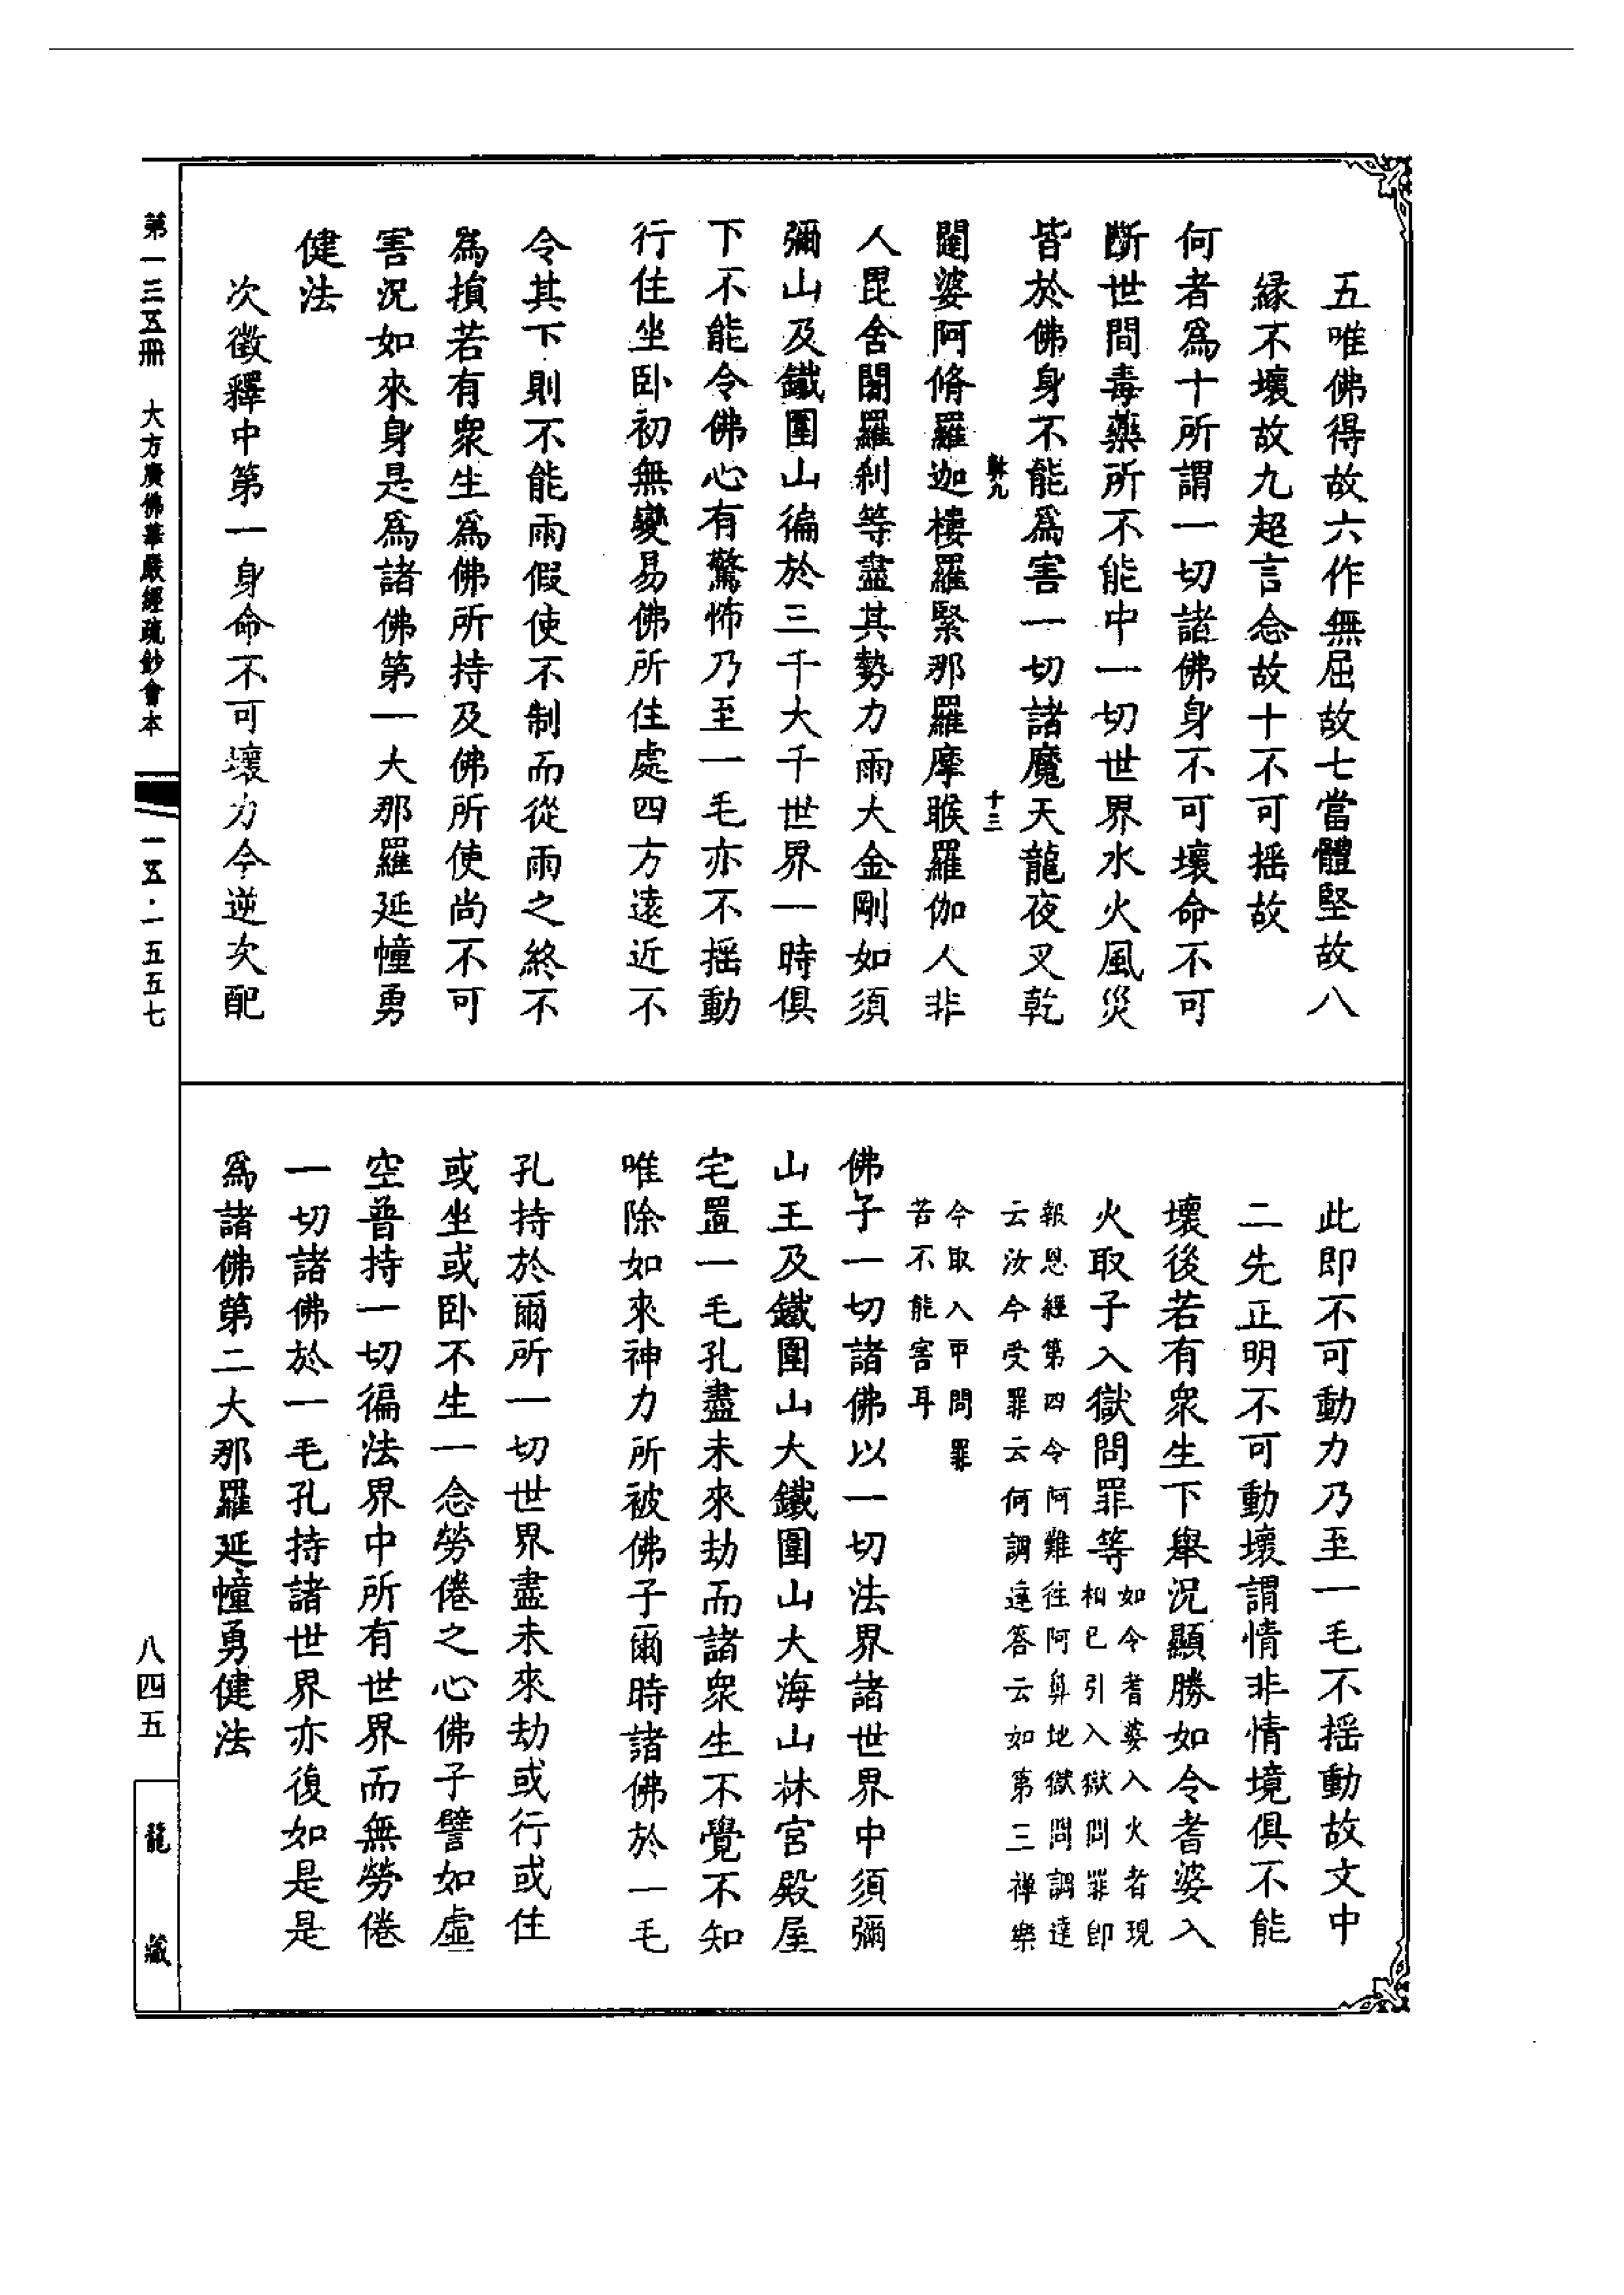 五唯佛得故六作無屈故七當體堅故八
緣不壞故九超言念故十不可揺故
何者為十所謂一切諸佛身不可壞命不可
斷世間毒藥所不能中一切世界水火風災
皆於佛身不能為害一切諸魔天龍夜叉乾
闥婆阿脩羅迦樓羅緊那羅摩睺羅伽人非
人毘舍闍羅剎等盡其勢力雨大金剛如須
彌山及鐵圍山徧於三千大千世界一時俱
下不能令佛心有驚怖乃至一毛亦不揺動
行住坐卧初無變易佛所住處四方遠近不
令其下則不能雨假使不制而從雨之終不
為損若有衆生為佛所持及佛所使尚不可
害況如來身是為諸佛第一大那羅延幢勇
健法
次徵釋中第一身命不可壞力今逆次配
此即不可動力乃至一毛不揺動故文中
二先正明不可動壞謂情非情境俱不能
壞後若有衆生下舉況顯勝如令耆婆入
火取子入獄問罪等如令耆婆入火者現
相已引入獄問罪即
報恩經第四令阿難往阿鼻地獄問調達
云汝今受罪云何調達答云如第三禪樂
今取入中問罪
苦不能害耳
佛子一切諸佛以一切法界諸世界中須彌
山王及鐵圍山大鐵圍山大海山林宮殿屋
宅置一毛孔盡未來劫而諸衆生不覺不知
唯除如來神力所被佛子爾時諸佛於一毛
孔持於爾所一切世界盡未來劫或行或住
或坐或卧不生一念勞倦之心佛子譬如虛
空普持一切徧法界中所有世界而無勞倦
一切諸佛於一毛孔持諸世界亦復如是是
為諸佛第二大那羅延幢勇健法
第一三五冊 大方廣佛華嚴經疏鈔會本
一五·一五五七
八四五
龍藏
十三